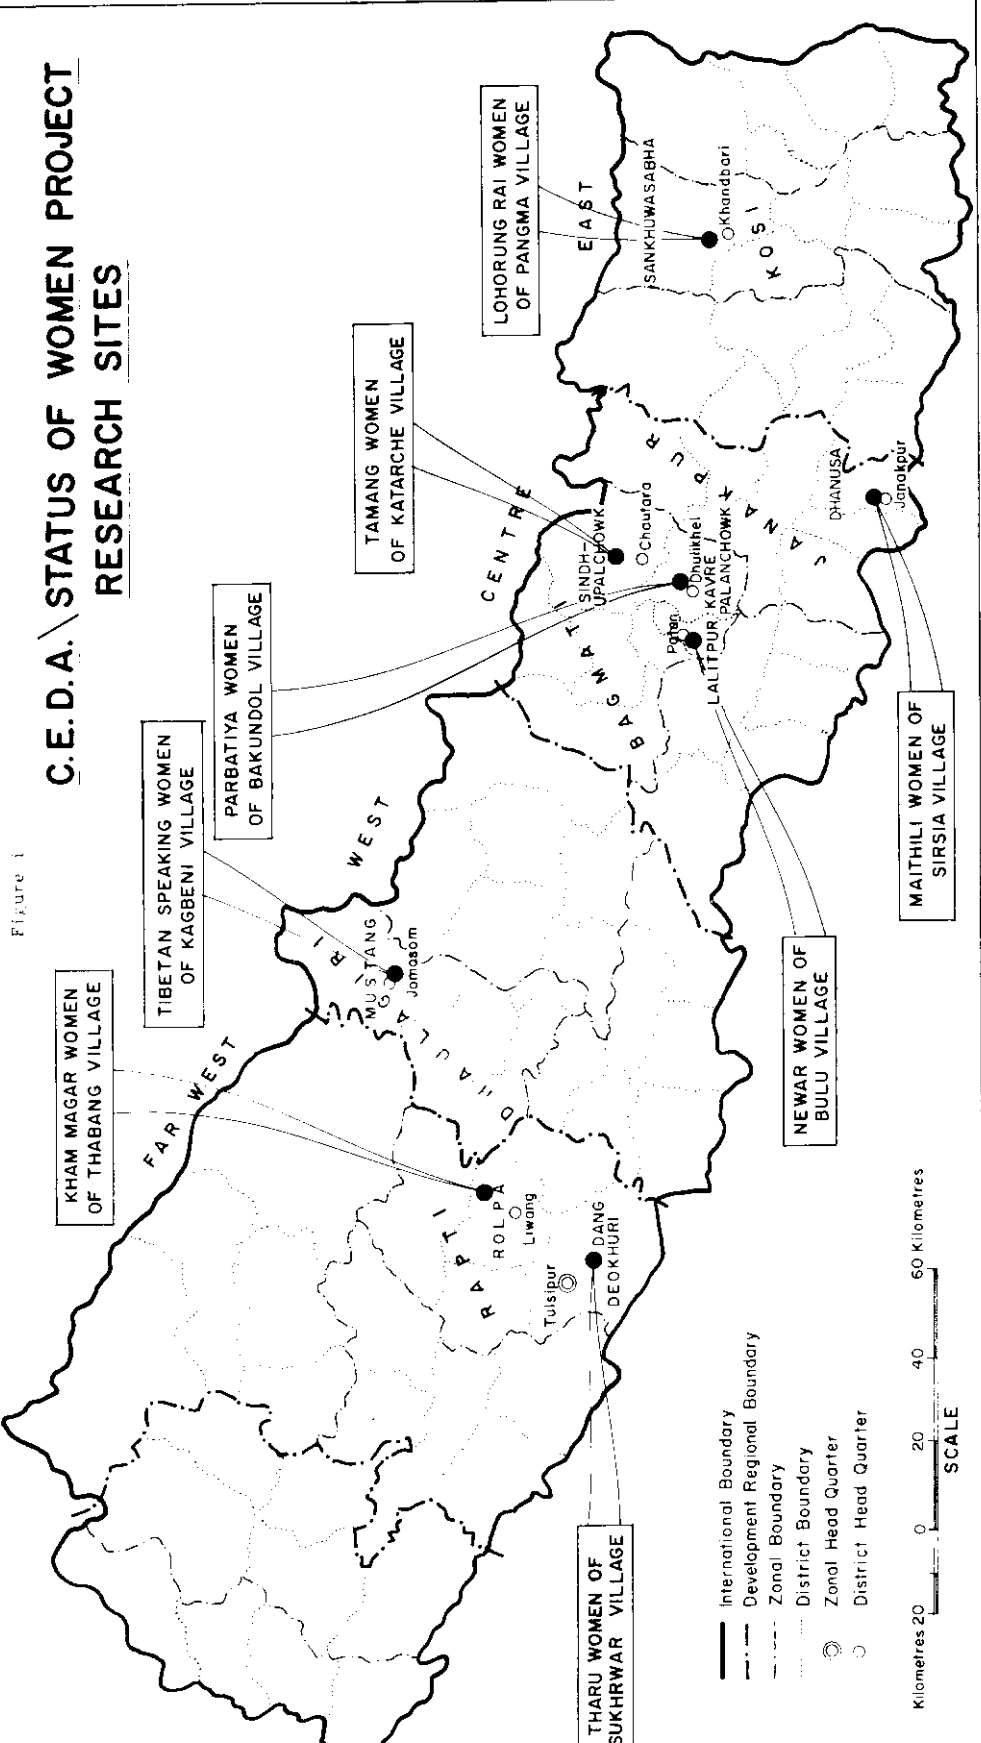 Figure 1
C.E.D.A.\STATUS OF WOMEN PROJECT
RESEARCH SITES
KHAM MAGAR WOMEN
OF THABANG VILLAGE
TIBETAN SPEAKING WOMEN
OF KAGBENI VILLAGE
PARBATIYA WOMEN
OF BAKUNDOL VILLAGE
TAMANG WOMEN
OF KATARCHE VILLAGE
LOHORUNG RAI WOMEN
OF PANGMA VILLAGE
FAR WEST
WEST
CENTRE
EAST
MUSTANG
Jomosom
DHAULAGIRI
RAPTI
ROLPA
Liwang
Tulsipur
DANG
DEOKHURI
BAGMATI
SINDH-
UPALCHOWK
Chautara
Dhulikhel
KAVRE
PALANCHOWK
Patan
LALITPUR
JANAKPUR
DHANUSA
Janakpur
SANKHUWASABHA
Khandbari
KOSI
THARU WOMEN OF
SUKHRWAR VILLAGE
NEWAR WOMEN OF
BULU VILLAGE
MAITHILI WOMEN OF
SIRSIA VILLAGE
International Boundary
Development Regional Boundary
Zonal Boundary
District Boundary
Zonal Head Quarter
District Head Quarter
Kilometres 20 0 20 40 60 Kilometres
SCALE